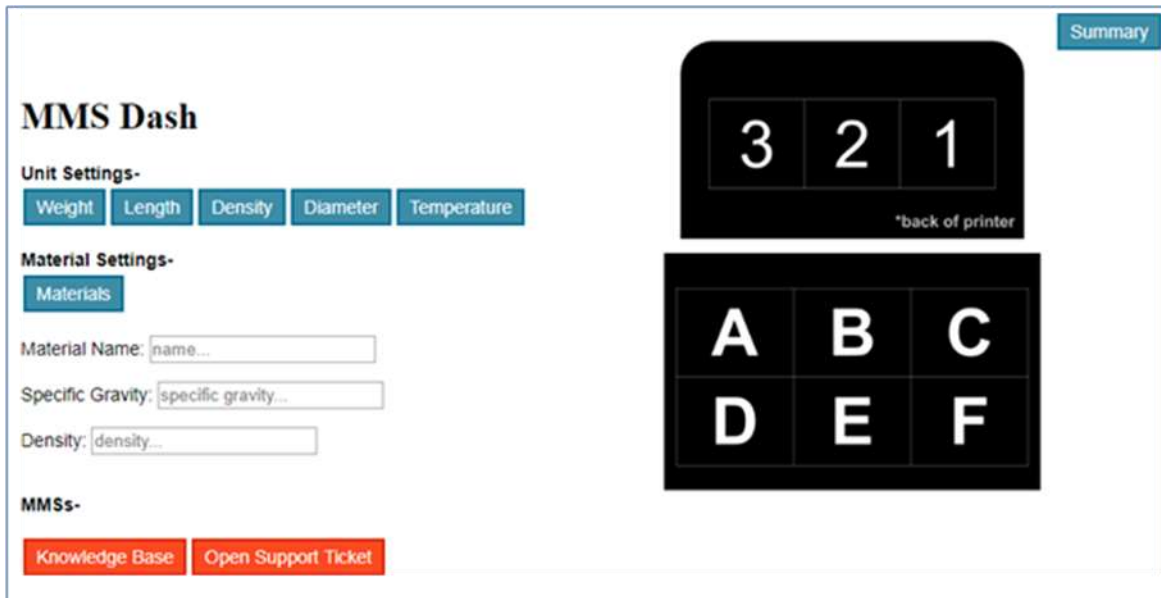 Summary
MMS Dash
Unit Settings-
Weight Length Density Diameter Temperature
Material Settings-
Materials
Material Name: name...
Specific Gravity: specific gravity...
Density: density...
MMSs-
Knowledge Base Open Support Ticket
3 2 1
*back of printer
A B C
D E F